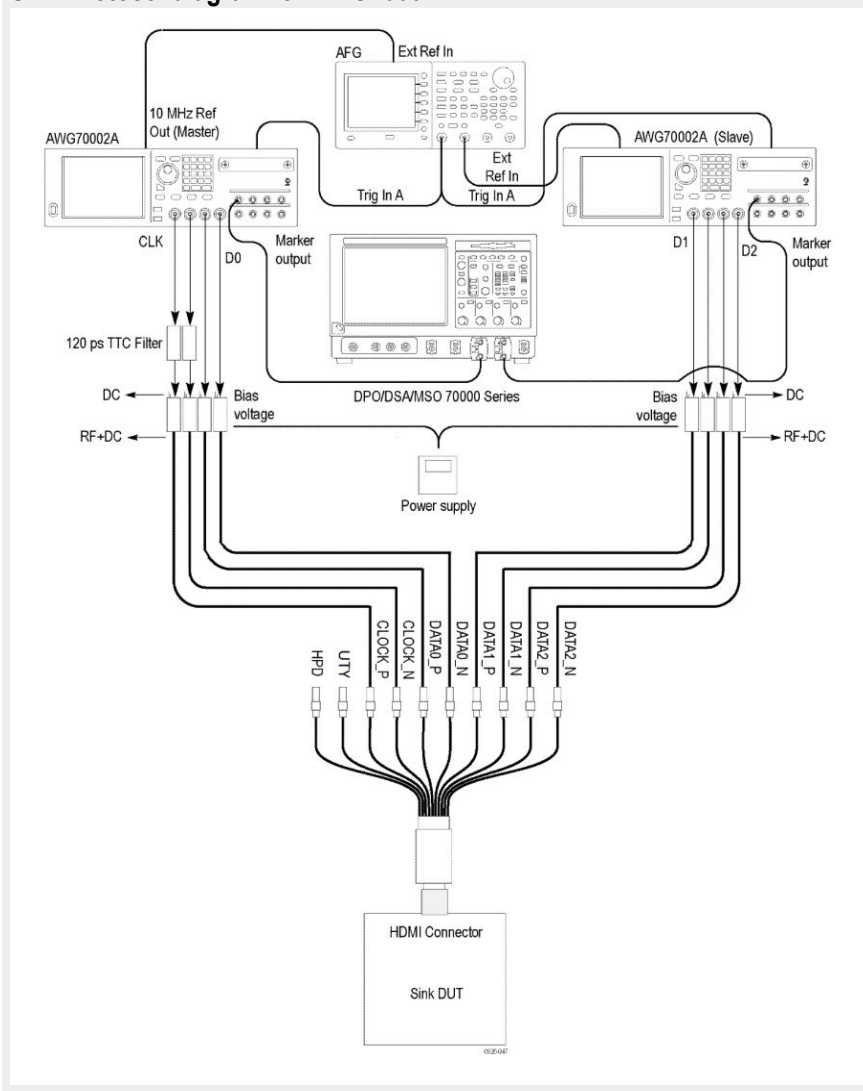 AFG
Ext Ref In
10 MHz Ref
Out (Master)
AWG70002A
AWG70002A (Slave)
Ext
Ref In
Trig In A
Trig In A
CLK
D0
Marker
output
D1
D2
Marker
output
120 ps TTC Filter
DC
Bias
voltage
RF+DC
DPO/DSA/MSO 70000 Series
Bias
voltage
DC
RF+DC
Power supply
HPD
UTY
CLOCK_P
CLOCK_N
DATA0_P
DATA0_N
DATA1_P
DATA1_N
DATA2_P
DATA2_N
HDMI Connector
Sink DUT